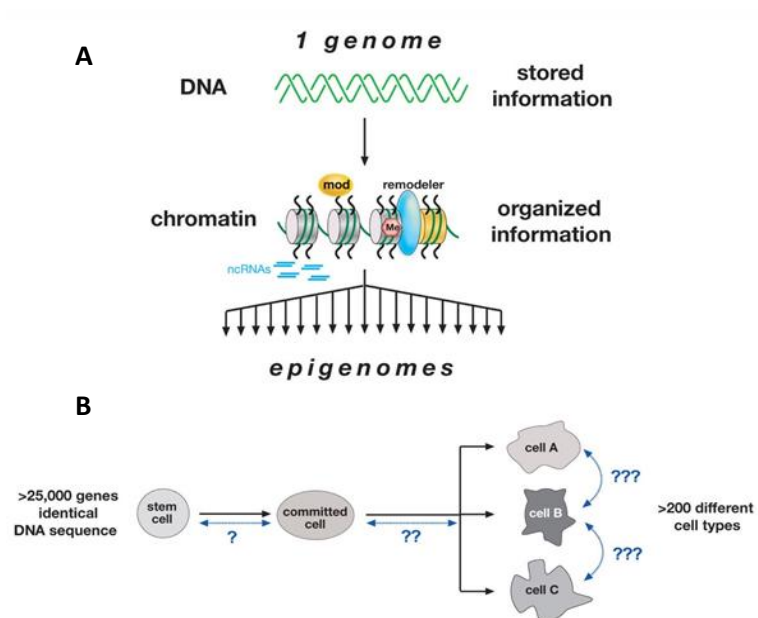 A
1 genome
DNA
stored
information
mod
remodeler
chromatin
Me
organized
information
ncRNAs
epigenomes
B
>25,000 genes
identical
DNA sequence
stem
cell
?
committed
cell
??
cell A
???
cell B
>200 different
cell types
???
cell C